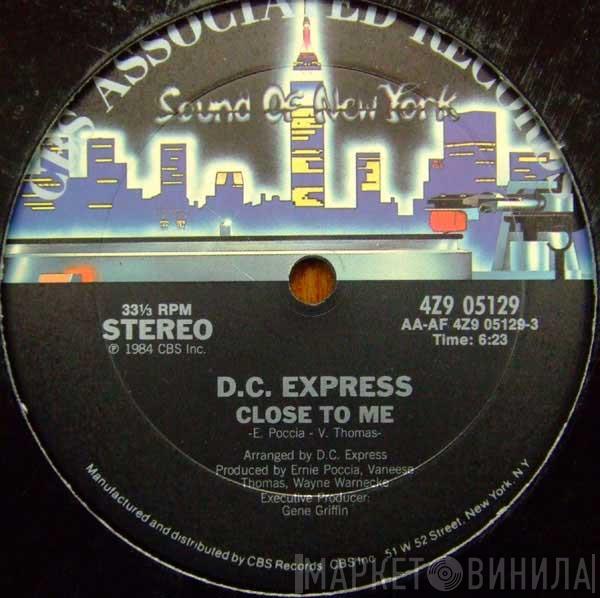 CBS ASSOCIATED RECORDS
Sound Of New York
33⅓ RPM
STEREO
℗ 1984 CBS Inc.
4Z9 05129
AA-AF 4Z9 05129-3
Time: 6:23
D.C. EXPRESS
CLOSE TO ME
-E. Poccia - V. Thomas-
Arranged by D.C. Express
Produced by Ernie Poccia, Vaneese
Thomas, Wayne Warnecke
Executive Producer:
Gene Griffin
Manufactured and distributed by CBS Records CBS Inc. 51 W 52 Street, New York, N.Y.
МАРКЕТ ВИНИЛА